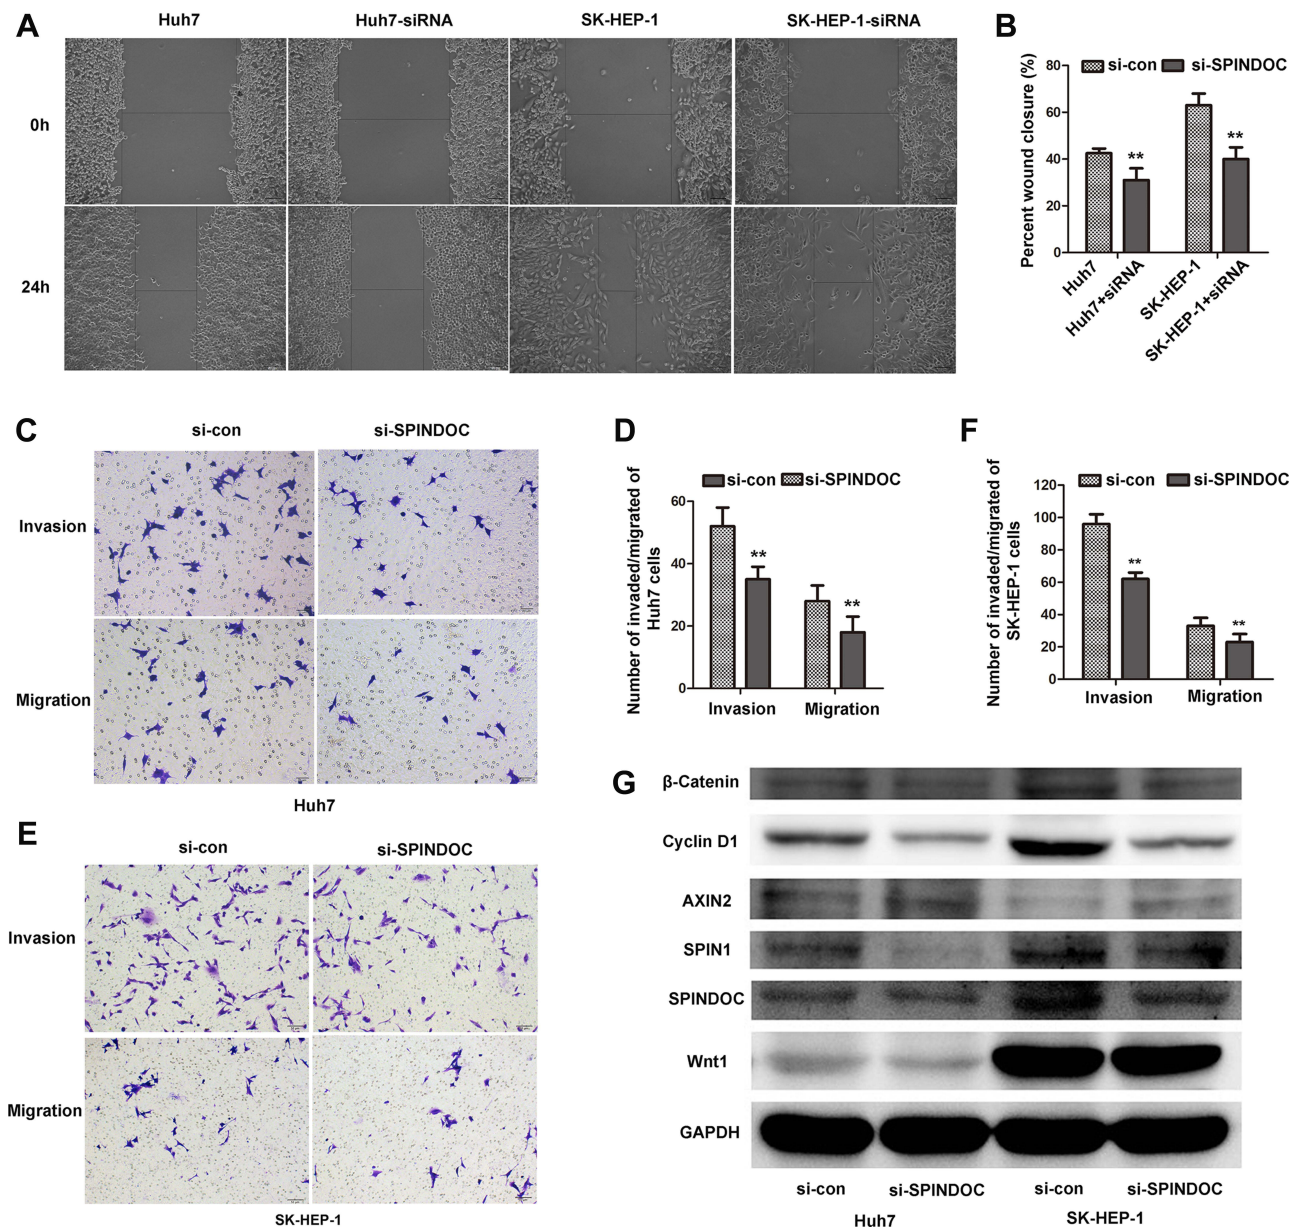 A
Huh7
Huh7-siRNA
SK-HEP-1
SK-HEP-1-siRNA
0h
24h
B
si-con
si-SPINDOC
Percent wound closure (%)
80
60
40
20
0
**
**
Huh7
Huh7+siRNA
SK-HEP-1
SK-HEP-1+siRNA
C
si-con
si-SPINDOC
Invasion
Migration
Huh7
D
si-con
si-SPINDOC
Number of invaded/migrated of
Huh7 cells
60
40
20
0
**
**
Invasion
Migration
F
si-con
si-SPINDOC
Number of invaded/migrated of
SK-HEP-1 cells
120
100
80
60
40
20
0
**
**
Invasion
Migration
E
si-con
si-SPINDOC
Invasion
Migration
SK-HEP-1
G
β-Catenin
Cyclin D1
AXIN2
SPIN1
SPINDOC
Wnt1
GAPDH
si-con
si-SPINDOC
si-con
si-SPINDOC
Huh7
SK-HEP-1